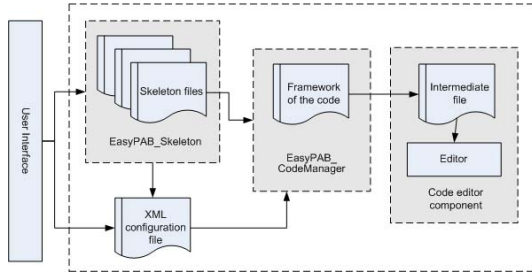 User Interface
Skeleton files
EasyPAB_Skeleton
XML
configuration
file
Framework
of the code
EasyPAB_
CodeManager
Intermediate
file
Editor
Code editor
component